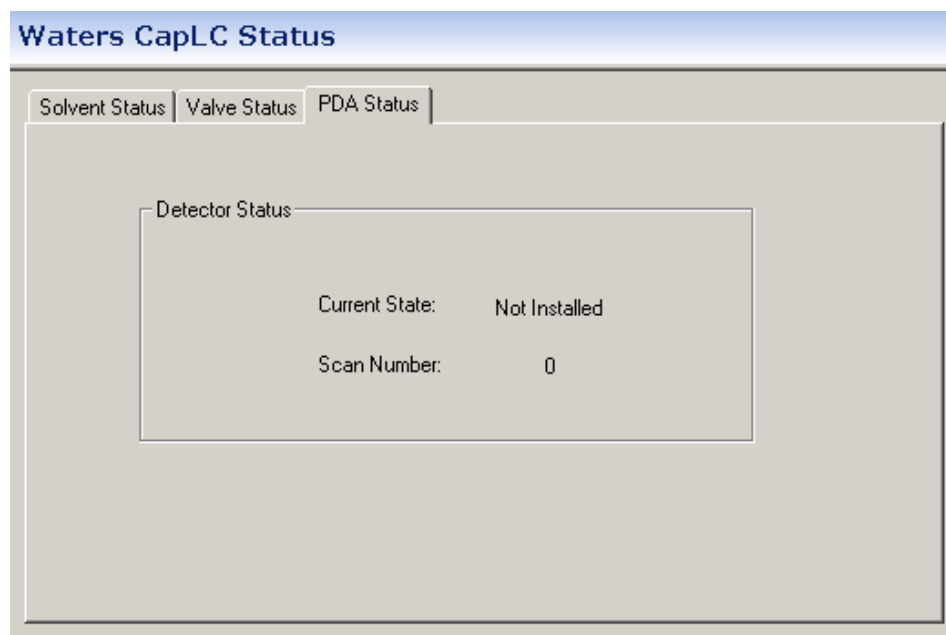 Waters CapLC Status
Solvent Status Valve Status PDA Status
Detector Status
Current State: Not Installed
Scan Number: 0